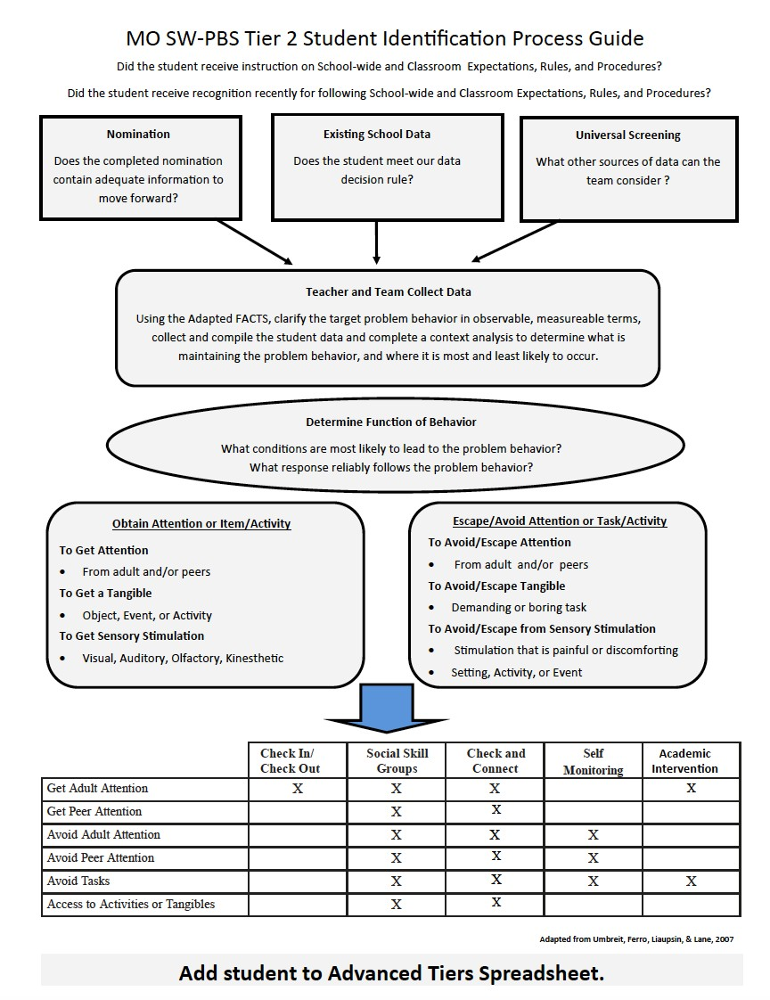 MO SW-PBS Tier 2 Student Identification Process Guide
Did the student receive instruction on School-wide and Classroom Expectations, Rules, and Procedures?
Did the student receive recognition recently for following School-wide and Classroom Expectations, Rules, and Procedures?
Nomination
Does the completed nomination
contain adequate information to
move forward?
Existing School Data
Does the student meet our data
decision rule?
Universal Screening
What other sources of data can the
team consider ?
Teacher and Team Collect Data
Using the Adapted FACTS, clarify the target problem behavior in observable, measureable terms,
collect and compile the student data and complete a context analysis to determine what is
maintaining the problem behavior, and where it is most and least likely to occur.
Determine Function of Behavior
What conditions are most likely to lead to the problem behavior?
What response reliably follows the problem behavior?
Obtain Attention or Item/Activity
To Get Attention
• From adult and/or peers
To Get a Tangible
• Object, Event, or Activity
To Get Sensory Stimulation
• Visual, Auditory, Olfactory, Kinesthetic
Escape/Avoid Attention or Task/Activity
To Avoid/Escape Attention
• From adult and/or peers
To Avoid/Escape Tangible
• Demanding or boring task
To Avoid/Escape from Sensory Stimulation
• Stimulation that is painful or discomforting
• Setting, Activity, or Event
Check In/
Check Out
Social Skill
Groups
Check and
Connect
Self
Monitoring
Academic
Intervention
Get Adult Attention X X X X
Get Peer Attention X X
Avoid Adult Attention X X X
Avoid Peer Attention X X X
Avoid Tasks X X X X
Access to Activities or Tangibles X X
Adapted from Umbreit, Ferro, Liaupsin, & Lane, 2007
Add student to Advanced Tiers Spreadsheet.